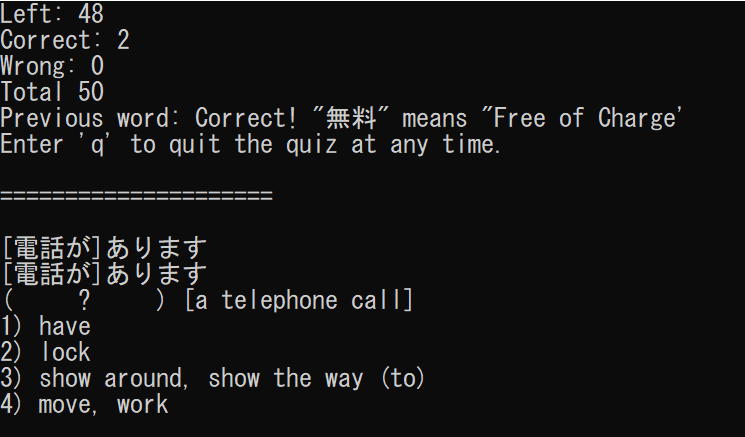 Left: 48
Correct: 2
Wrong: 0
Total 50
Previous word: Correct! "無料" means "Free of Charge'
Enter 'q' to quit the quiz at any time.
=====================
[電話が]あります
[電話が]あります
(     ?     ) [a telephone call]
1) have
2) lock
3) show around, show the way (to)
4) move, work